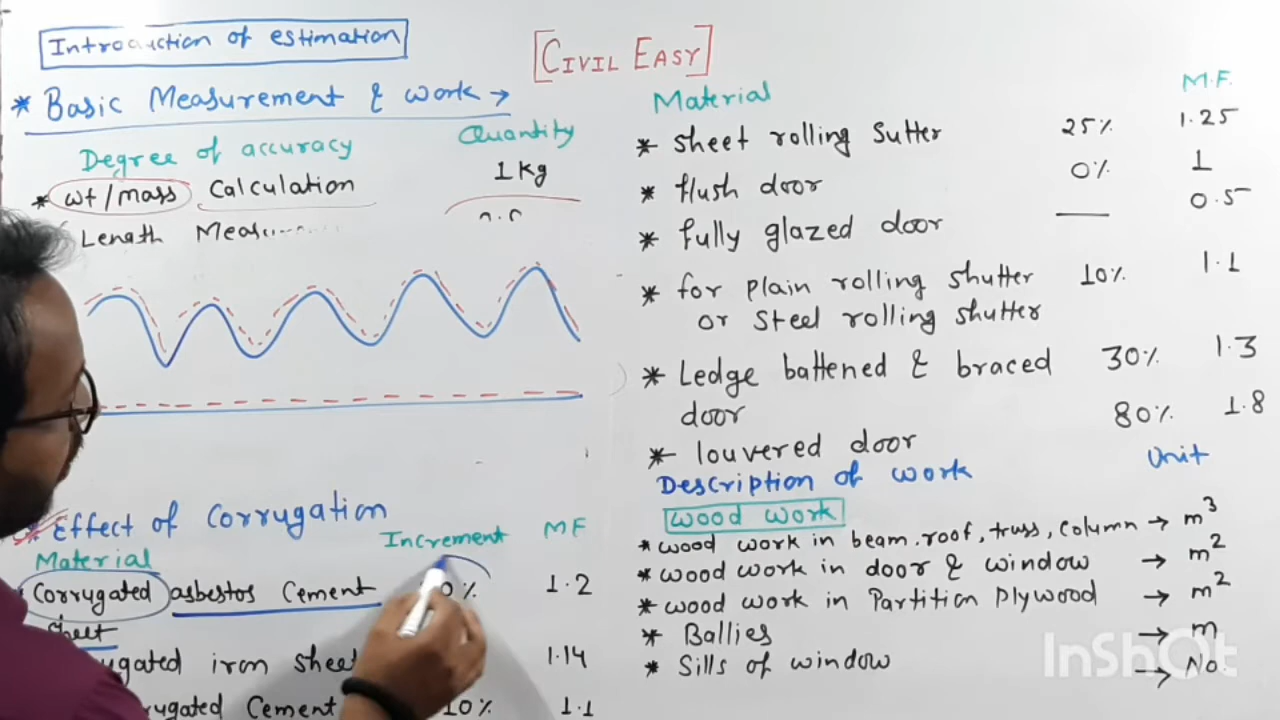 Introduction of estimation
[CIVIL EASY]
* Basic Measurement & work →
Degree of accuracy Quantity
* wt/mass Calculation 1 kg
Length
* Effect of Corrugation
Material Increment MF
Corrugated asbestos Cement 0% 1.2
Sheet
iron sheet 1.14
Cement 10% 1.1
Material M.F.
* sheet rolling Sutter 25% 1.25
* flush door 0% 1
* fully glazed door — 0.5
* for plain rolling shutter 10% 1.1
or steel rolling shutter
* Ledge battened & braced 30% 1.3
door
* louvered door 80% 1.8
Description of work Unit
wood work
* wood work in beam, roof, truss, column → m³
* wood work in door & window → m²
* wood work in Partition Plywood → m²
* Ballies → m
* Sills of window → No.
InShOt